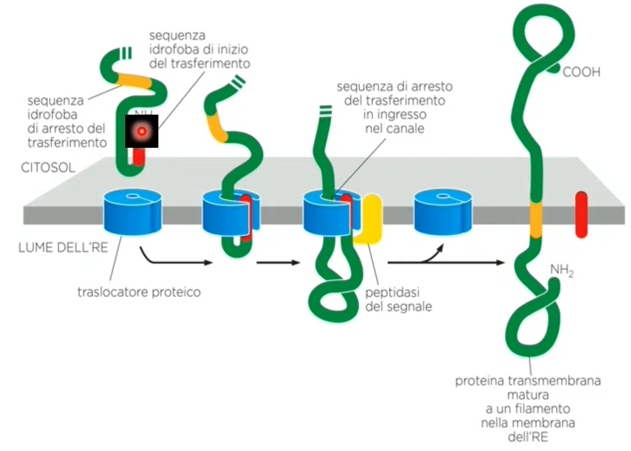 sequenza
idrofoba di inizio
del trasferimento
sequenza
idrofoba
di arresto del
trasferimento
sequenza di arresto
del trasferimento
in ingresso
nel canale
COOH
CITOSOL
LUME DELL'RE
NH₂
traslocatore proteico
peptidasi
del segnale
proteina transmembrana
matura
a un filamento
nella membrana
dell'RE